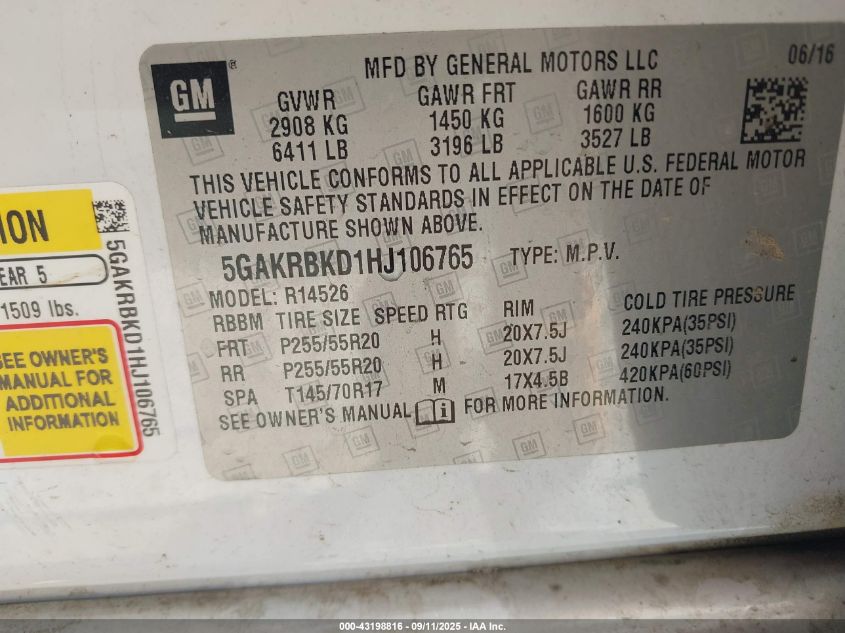 GM
MFD BY GENERAL MOTORS LLC
06/16
GVWR GAWR FRT GAWR RR
2908 KG 1450 KG 1600 KG
6411 LB 3196 LB 3527 LB
THIS VEHICLE CONFORMS TO ALL APPLICABLE U.S. FEDERAL MOTOR
VEHICLE SAFETY STANDARDS IN EFFECT ON THE DATE OF
MANUFACTURE SHOWN ABOVE.
5GAKRBKD1HJ106765 TYPE: M.P.V.
MODEL: R14526
RBBM TIRE SIZE SPEED RTG RIM COLD TIRE PRESSURE
FRT P255/55R20 H 20X7.5J 240KPA(35PSI)
RR P255/55R20 H 20X7.5J 240KPA(35PSI)
SPA T145/70R17 M 17X4.5B 420KPA(60PSI)
SEE OWNER'S MANUAL FOR MORE INFORMATION.
ION
EAR 5
1509 lbs.
SEE OWNER'S
MANUAL FOR
ADDITIONAL
INFORMATION
5GAKRBKD1HJ106765
000-43198816 - 09/11/2025 - IAA Inc.